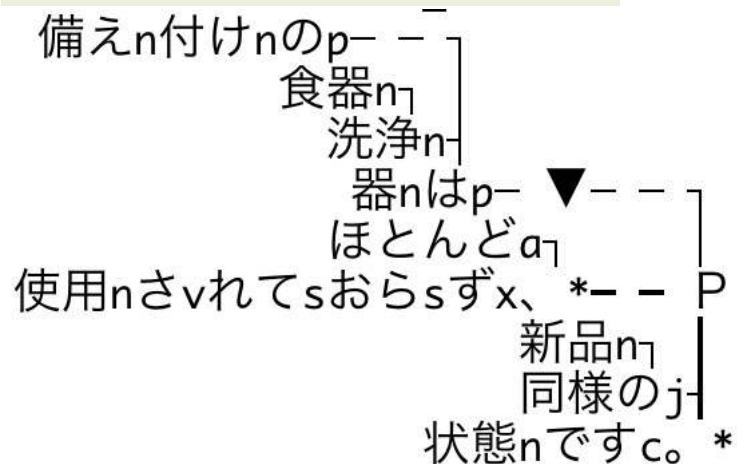 備えn付けnのp
食器n
洗浄n
器nはp ▼
ほとんどa
使用nさvれてsおらsずx、* P
新品n
同様のj
状態nですc。*